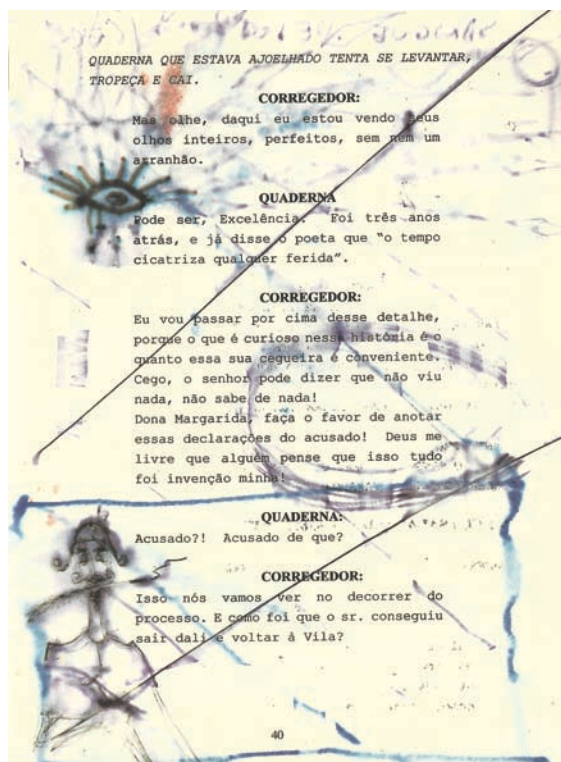 QUADERNA QUE ESTAVA AJOELHADO TENTA SE LEVANTAR,
TROPEÇA E CAI.
CORREGEDOR:
Mas olhe, daqui eu estou vendo seus
olhos inteiros, perfeitos, sem nem um
arranhão.
QUADERNA
Pode ser, Excelência. Foi três anos
atrás, e já disse o poeta que "o tempo
cicatriza qualquer ferida".
CORREGEDOR:
Eu vou passar por cima desse detalhe,
porque o que é curioso nessa história é o
quanto essa sua cegueira é conveniente.
Cego, o senhor pode dizer que não viu
nada, não sabe de nada!
Dona Margarida, faça o favor de anotar
essas declarações do acusado! Deus me
livre que alguém pense que isso tudo
foi invenção minha!
QUADERNA:
Acusado?! Acusado de que?
CORREGEDOR:
Isso nós vamos ver no decorrer do
processo. E como foi que o sr. conseguiu
sair dali e voltar à Vila?
40